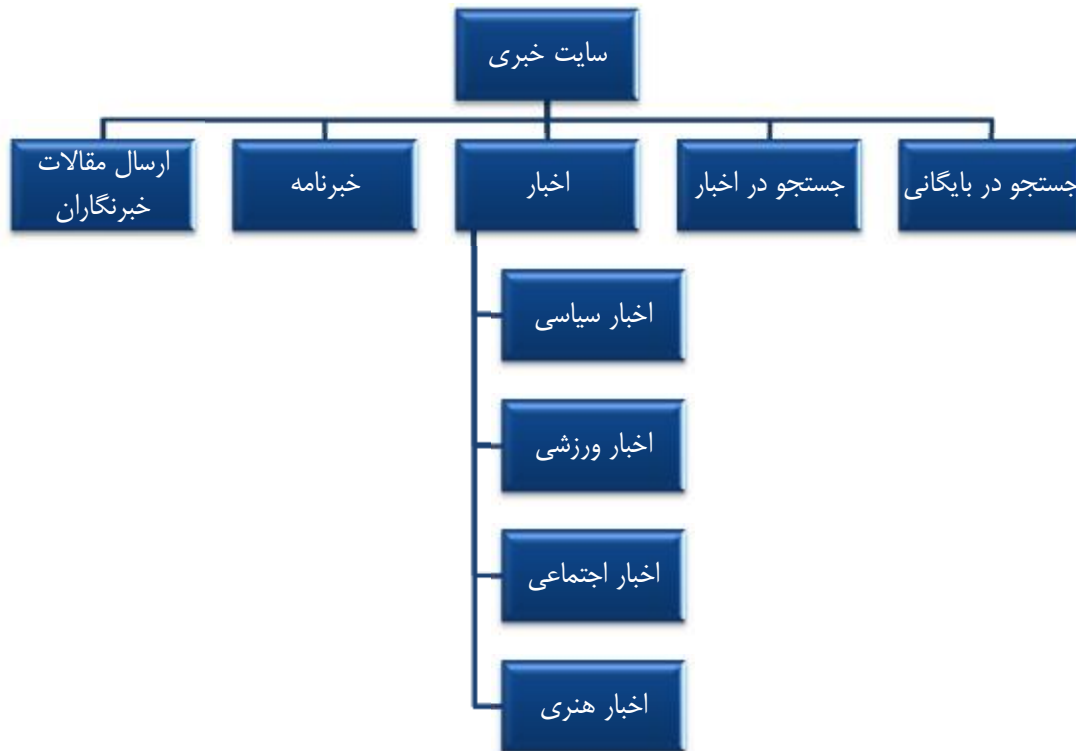 سایت خبری
جستجو در بایگانی
جستجو در اخبار
اخبار
خبرنامه
ارسال مقالات
خبرنگاران
اخبار سیاسی
اخبار ورزشی
اخبار اجتماعی
اخبار هنری